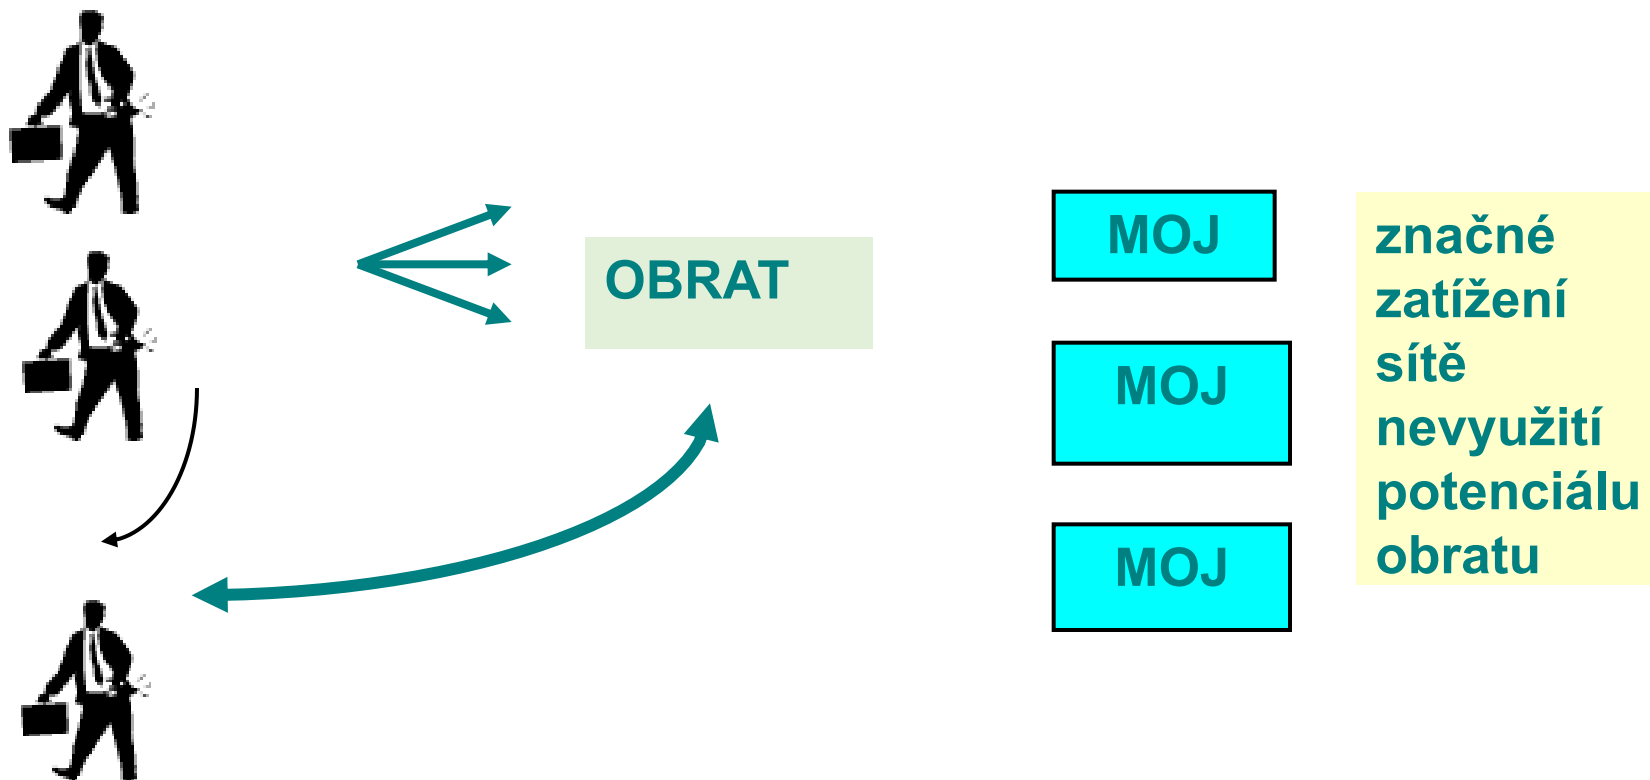 OBRAT
MOJ
MOJ
MOJ
značné
zatížení
sítě
nevyužití
potenciálu
obratu